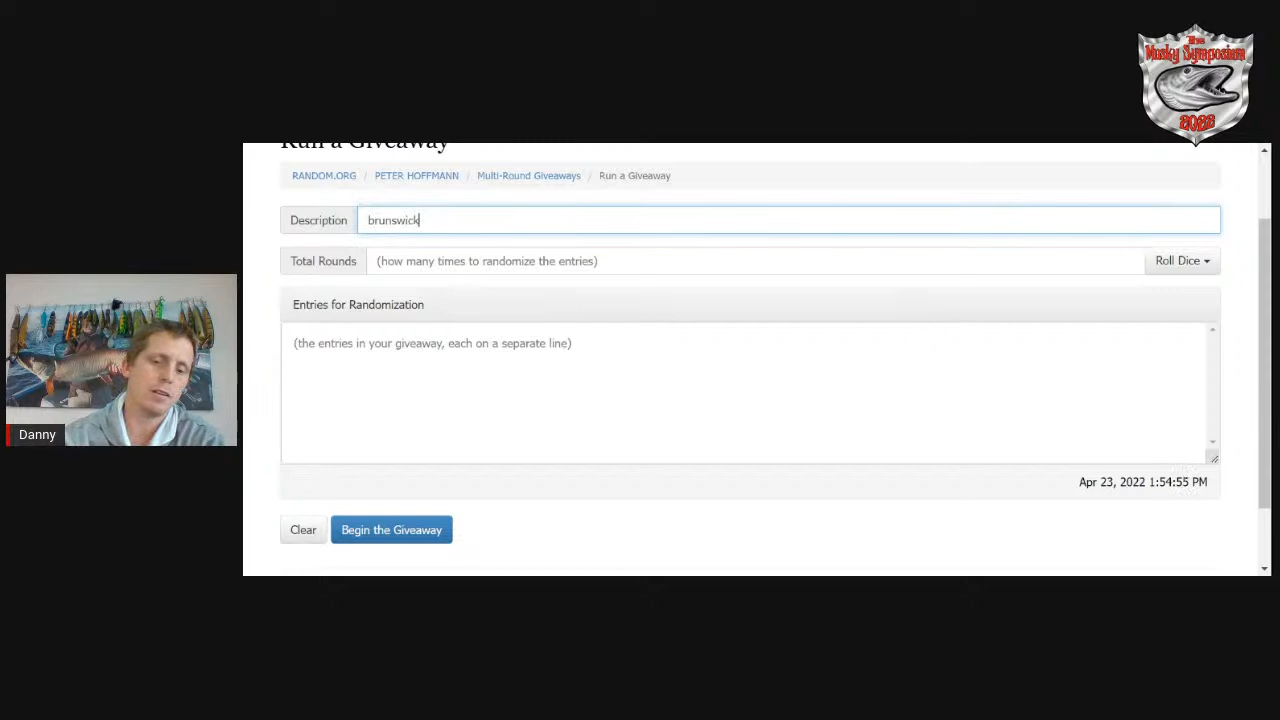 The
Musky Symposium
2022
Run a Giveaway
RANDOM.ORG / PETER HOFFMANN / Multi-Round Giveaways / Run a Giveaway
Description brunswick
Total Rounds (how many times to randomize the entries) Roll Dice
Entries for Randomization
(the entries in your giveaway, each on a separate line)
Danny
Apr 23, 2022 1:54:55 PM
Clear Begin the Giveaway